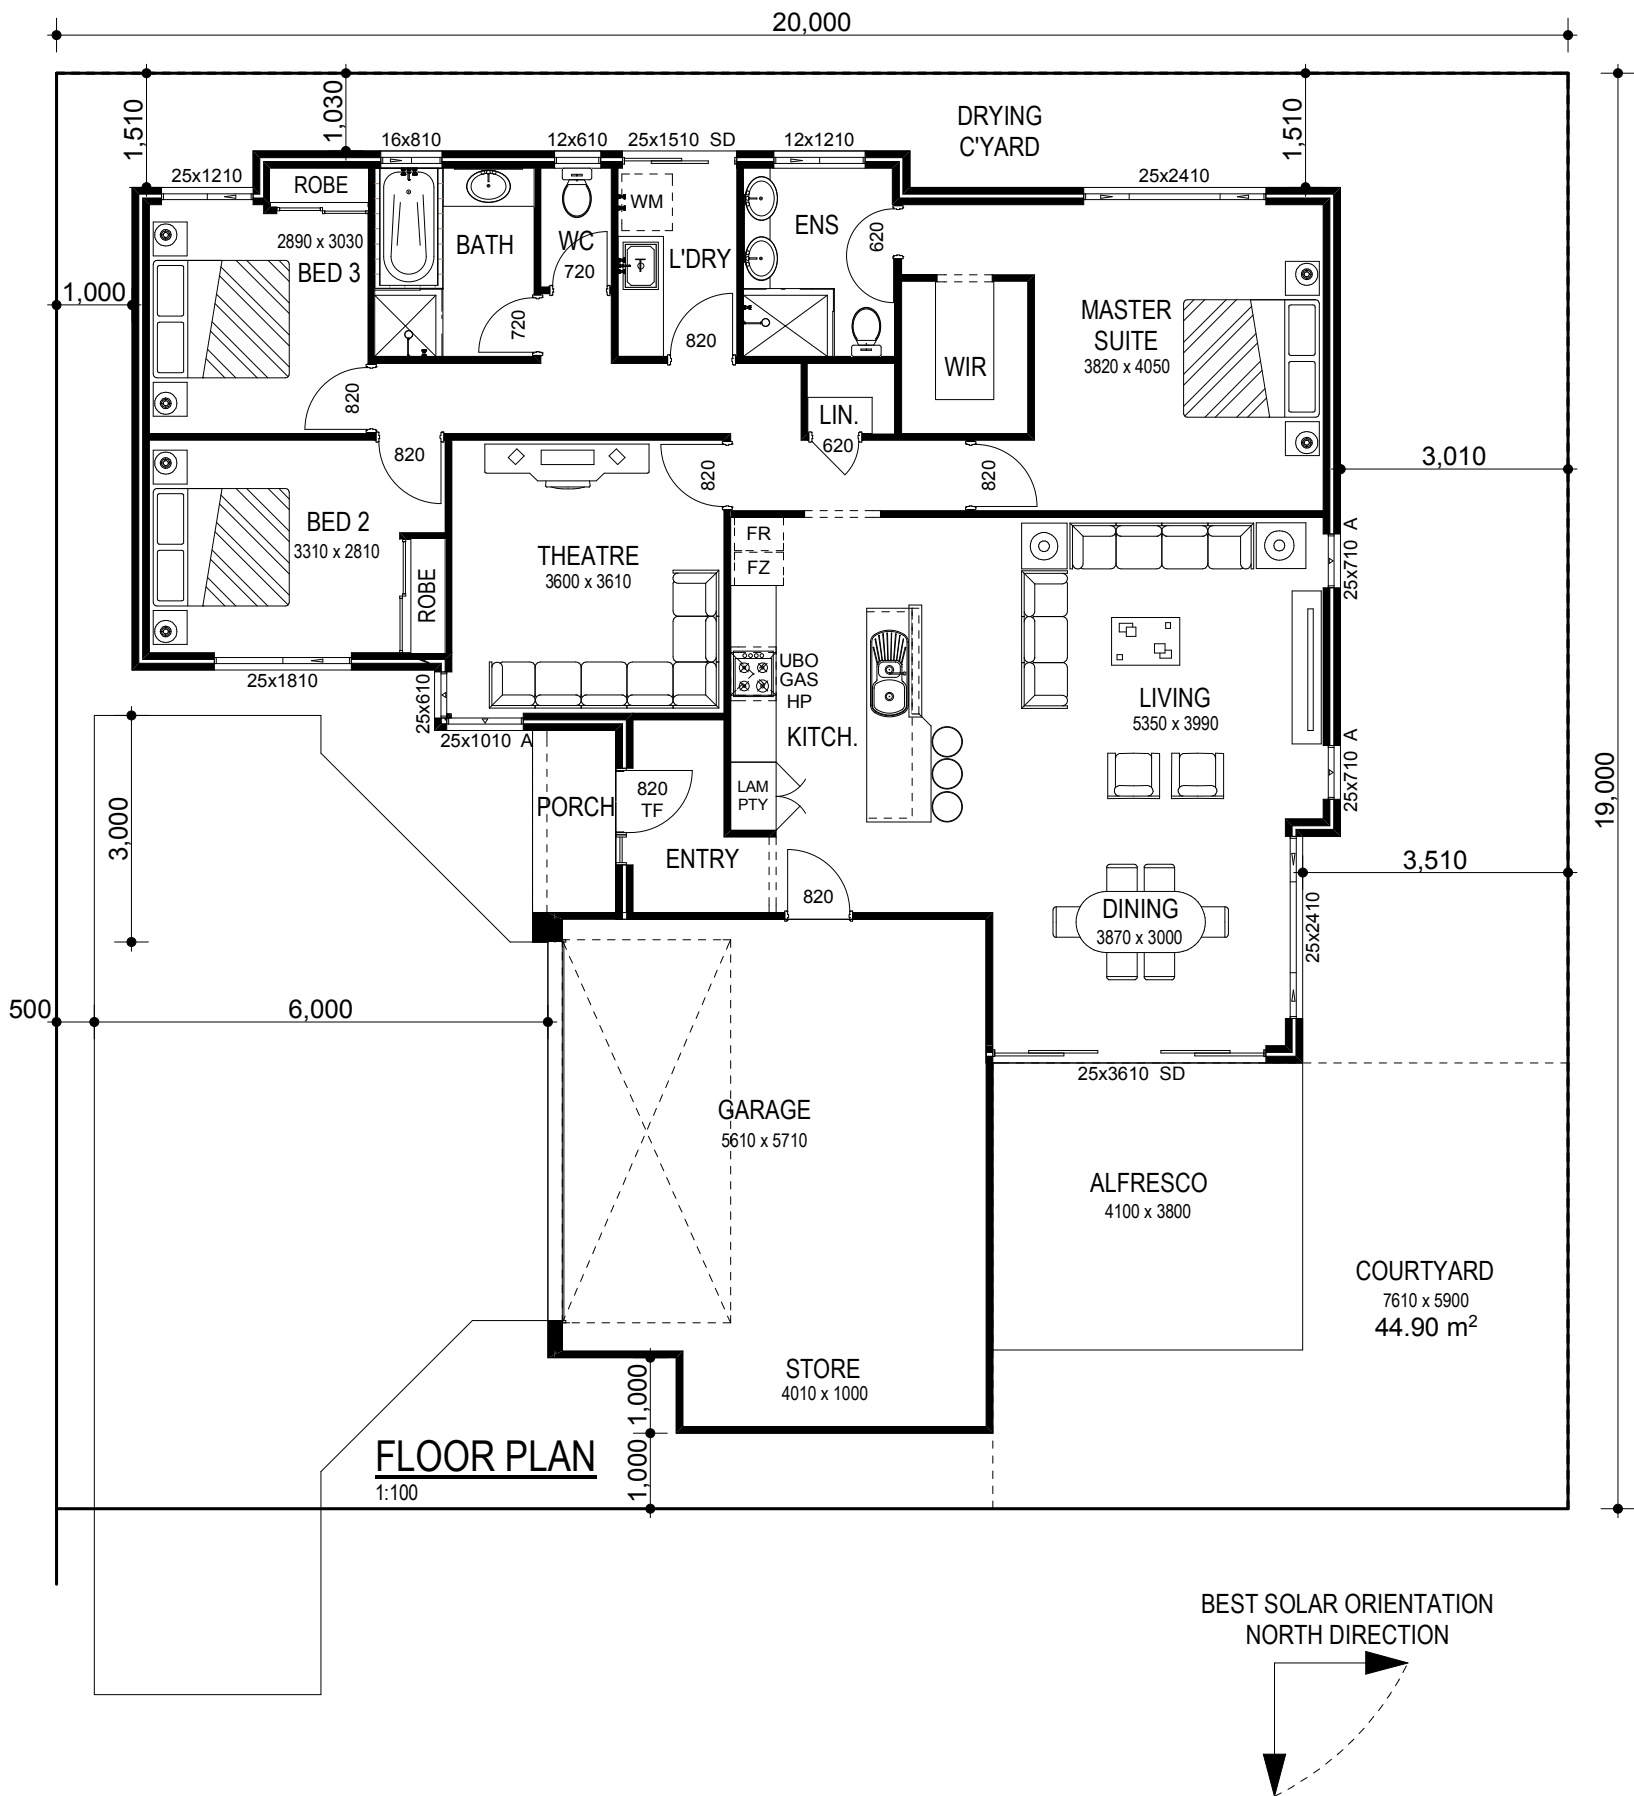 20,000
1,510
1,030
DRYING
C'YARD
1,510
16x810
12x610
25x1510 SD
12x1210
25x1210
25x2410
ROBE
2890 x 3030
BED 3
BATH
WC
720
WM
L'DRY
ENS
620
1,000
720
820
MASTER
SUITE
3820 x 4050
WIR
820
LIN.
620
820
820
820
3,010
BED 2
3310 x 2810
ROBE
THEATRE
3600 x 3610
FR
FZ
25x710 A
UBO
GAS
HP
LIVING
5350 x 3990
25x1810
25x610 A
25x1010 A
KITCH.
25x710 A
19,000
3,000
PORCH
820
TF
LAM
PTY
ENTRY
3,510
820
DINING
3870 x 3000
25x2410
500
6,000
25x3610 SD
GARAGE
5610 x 5710
ALFRESCO
4100 x 3800
COURTYARD
7610 x 5900
44.90 m²
STORE
4010 x 1000
1,000
1,000
FLOOR PLAN
1:100
BEST SOLAR ORIENTATION
NORTH DIRECTION